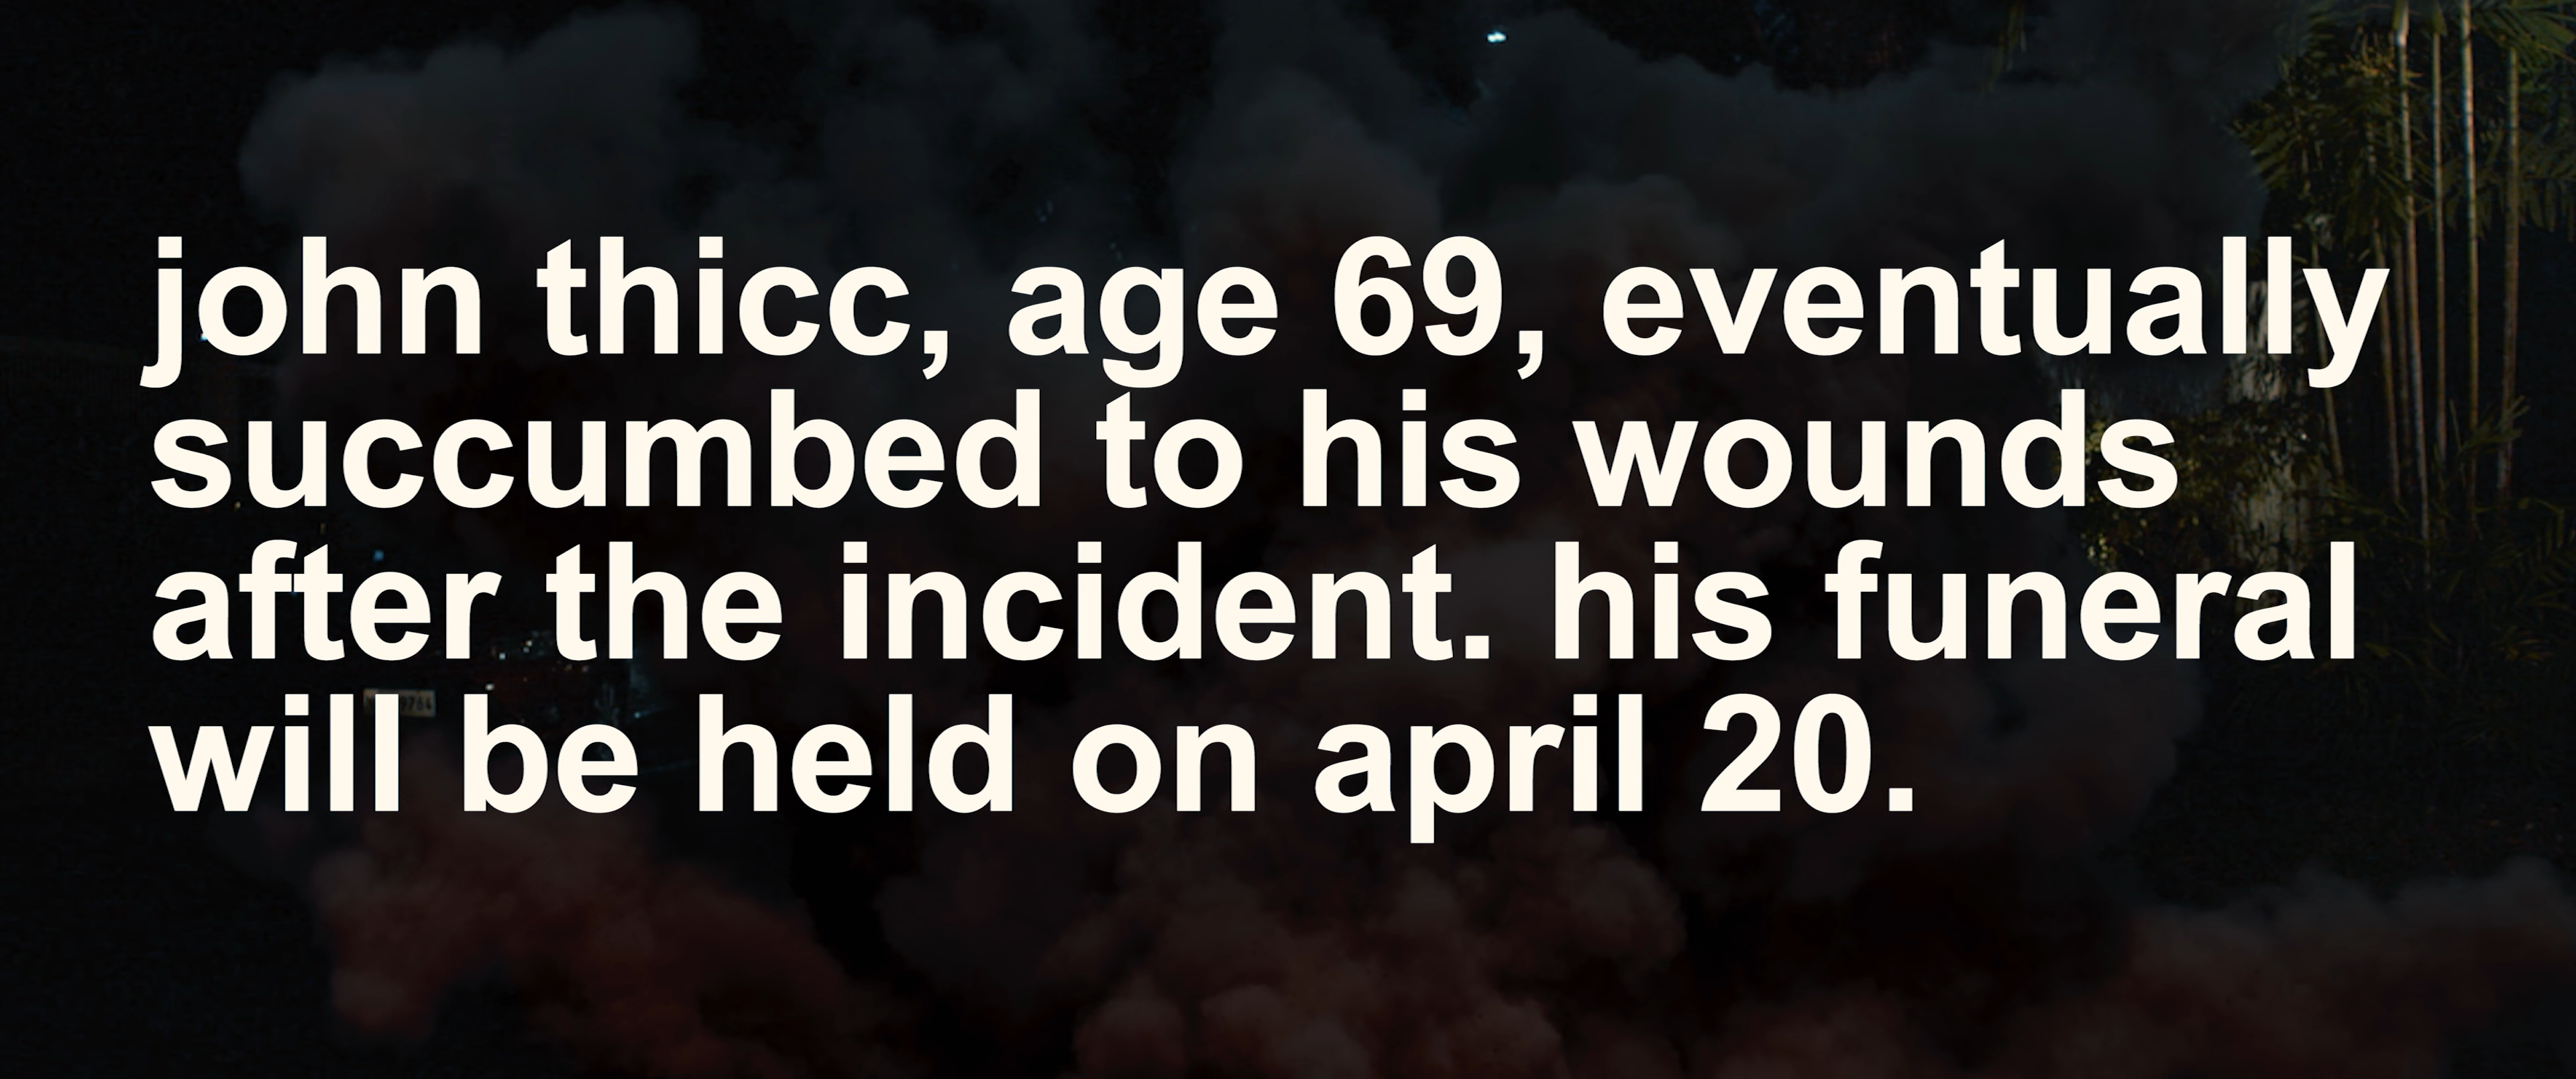 john thicc, age 69, eventually
succumbed to his wounds
after the incident. his funeral
will be held on april 20.